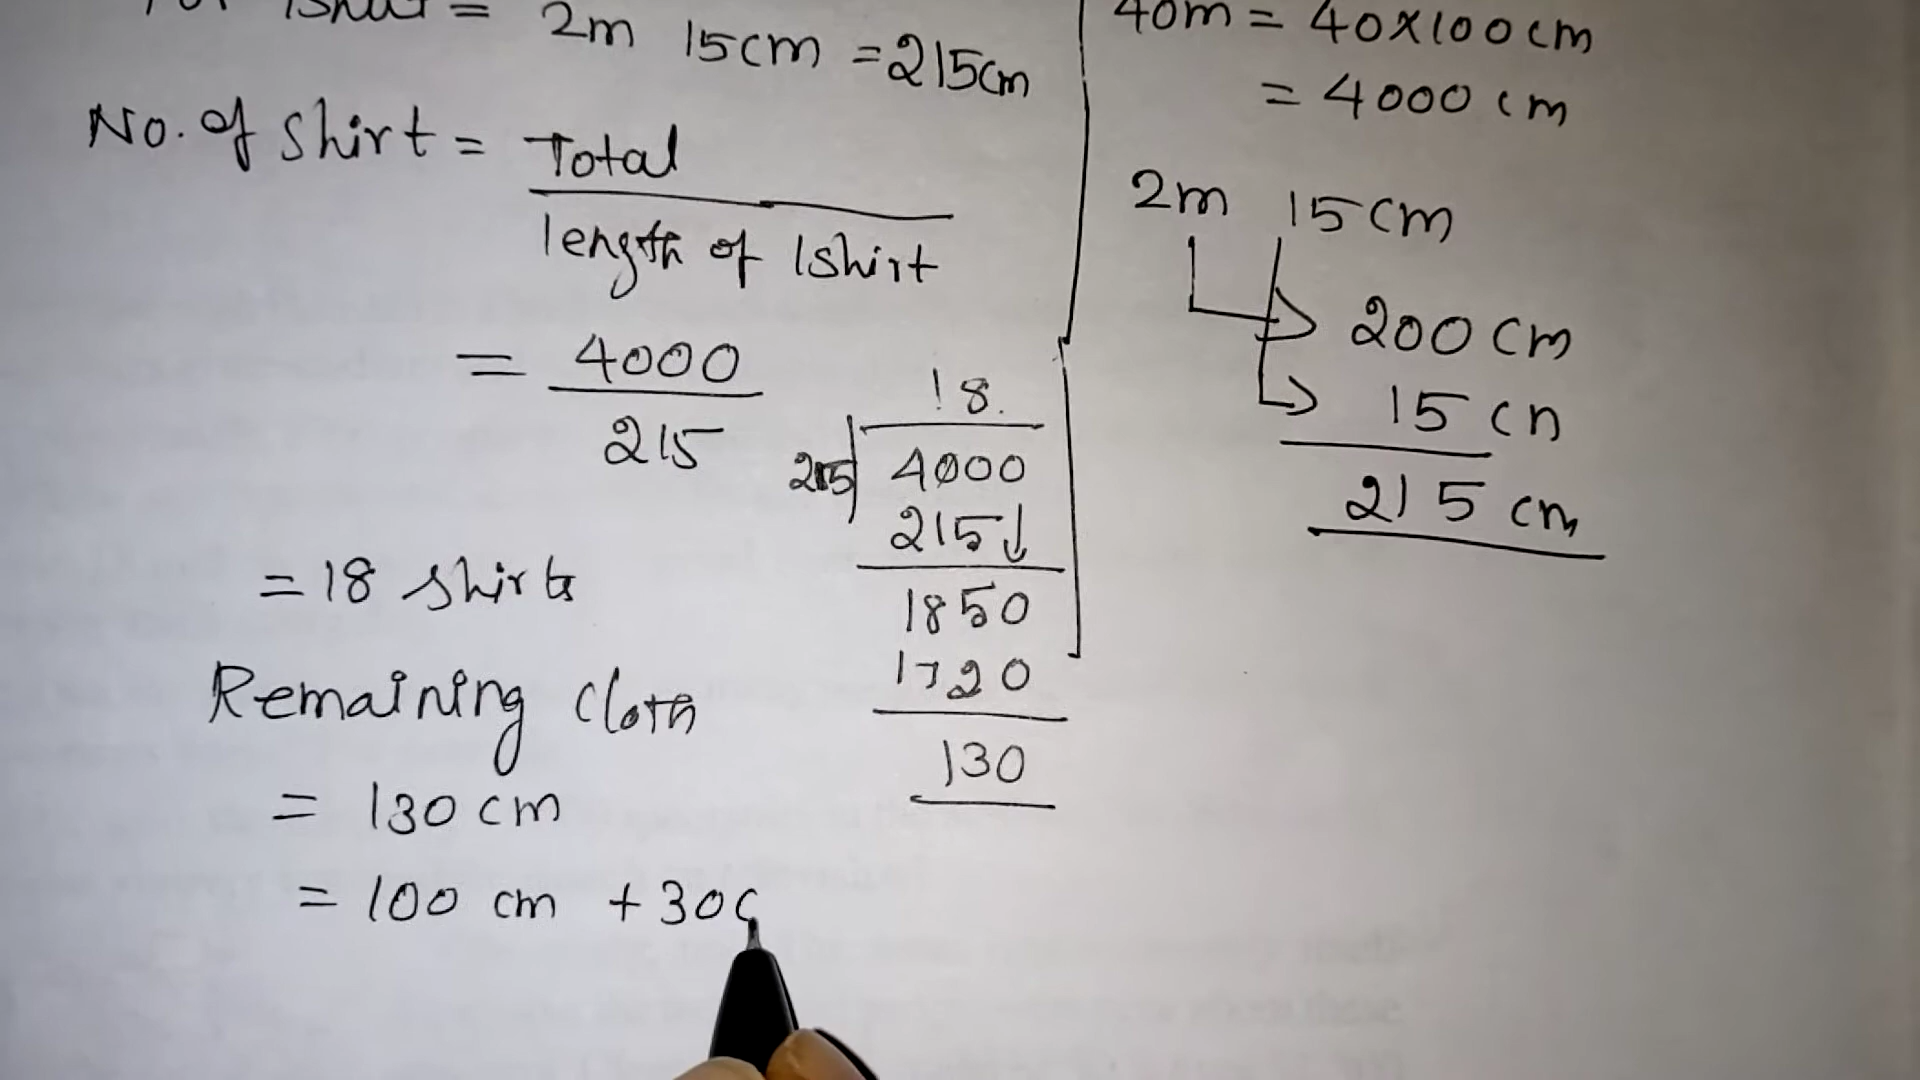 1shirt = 2m 15cm = 215cm
No. of shirt = Total
length of 1shirt
= 4000
215
= 18 shirts
18.
215 4000
215↓
1850
1720
130
Remaining cloth
= 130 cm
= 100 cm + 30c
40m = 40x100cm
= 4000 cm
2m 15cm
200 cm
15 cm
215 cm